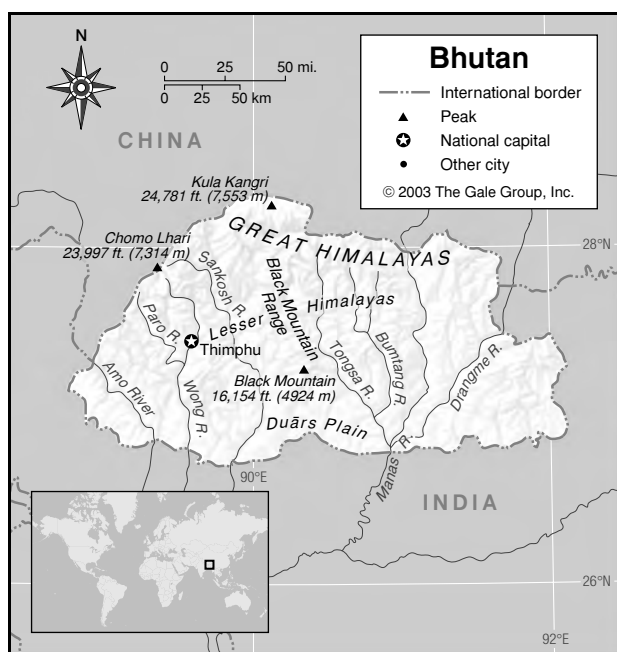 N
0 25 50 mi.
0 25 50 km
Bhutan
International border
Peak
National capital
Other city
© 2003 The Gale Group, Inc.
CHINA
Kula Kangri
24,781 ft. (7,553 m)
Chomo Lhari
23,997 ft. (7,314 m)
GREAT HIMALAYAS
28°N
Sankosh R.
Black Mountain
Range
Lesser Himalayas
Paro R.
Thimphu
Amo River
Wong R.
Black Mountain
16,154 ft. (4924 m)
Tongsa R.
Bumtang R.
Drangme R.
Duārs Plain
Manas R.
90°E
INDIA
26°N
92°E